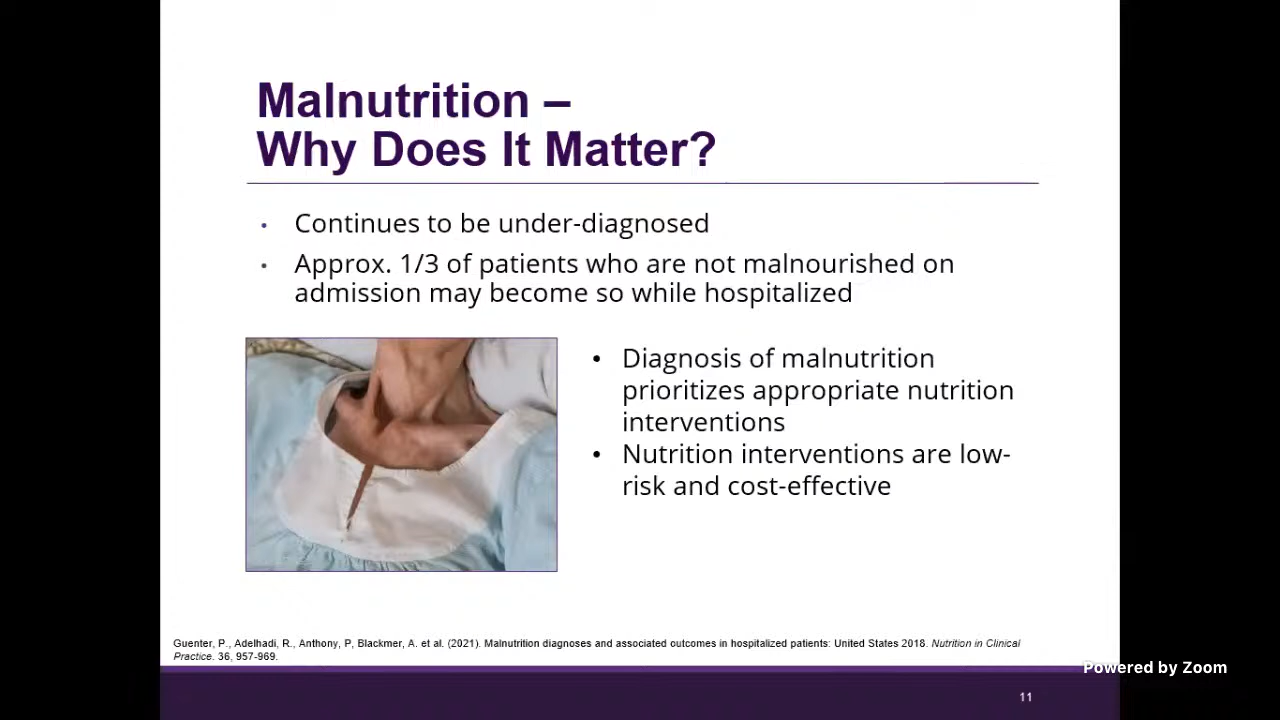 Malnutrition –
Why Does It Matter?
• Continues to be under-diagnosed
• Approx. 1/3 of patients who are not malnourished on
admission may become so while hospitalized
• Diagnosis of malnutrition
prioritizes appropriate nutrition
interventions
• Nutrition interventions are low-
risk and cost-effective
Guenter, P., Adelhadi, R., Anthony, P, Blackmer, A. et al. (2021). Malnutrition diagnoses and associated outcomes in hospitalized patients: United States 2018. Nutrition in Clinical
Practice. 36, 957-969.
Powered by Zoom
11